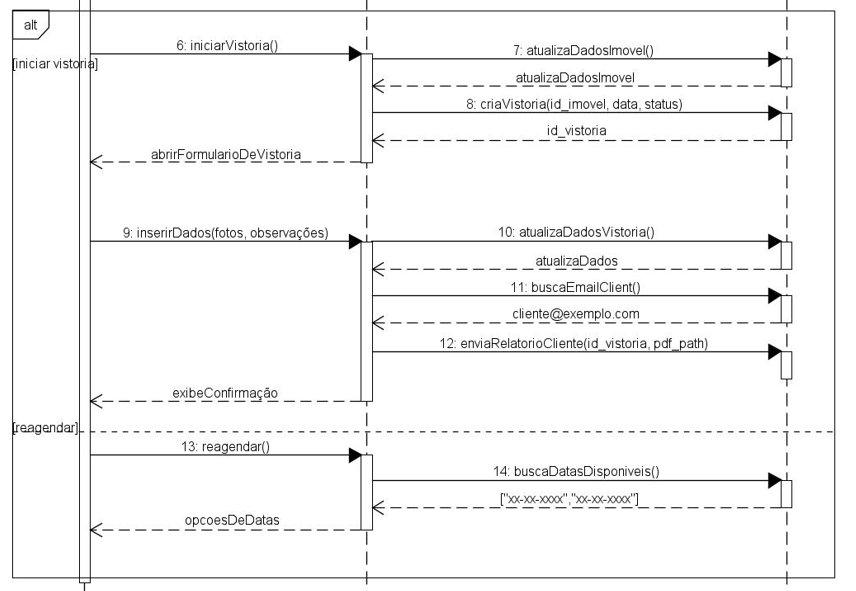 alt
6: iniciarVistoria()
7: atualizaDadosImovel()
[iniciar vistoria]
atualizaDadosImovel
8: criaVistoria(id_imovel, data, status)
id_vistoria
abrirFormularioDeVistoria
9: inserirDados(fotos, observações)
10: atualizaDadosVistoria()
atualizaDados
11: buscaEmailClient()
cliente@exemplo.com
12: enviaRelatorioCliente(id_vistoria, pdf_path)
exibeConfirmação
[reagendar]
13: reagendar()
14: buscaDatasDisponiveis()
["xx-xx-xxxx","xx-xx-xxxx"]
opcoesDeDatas